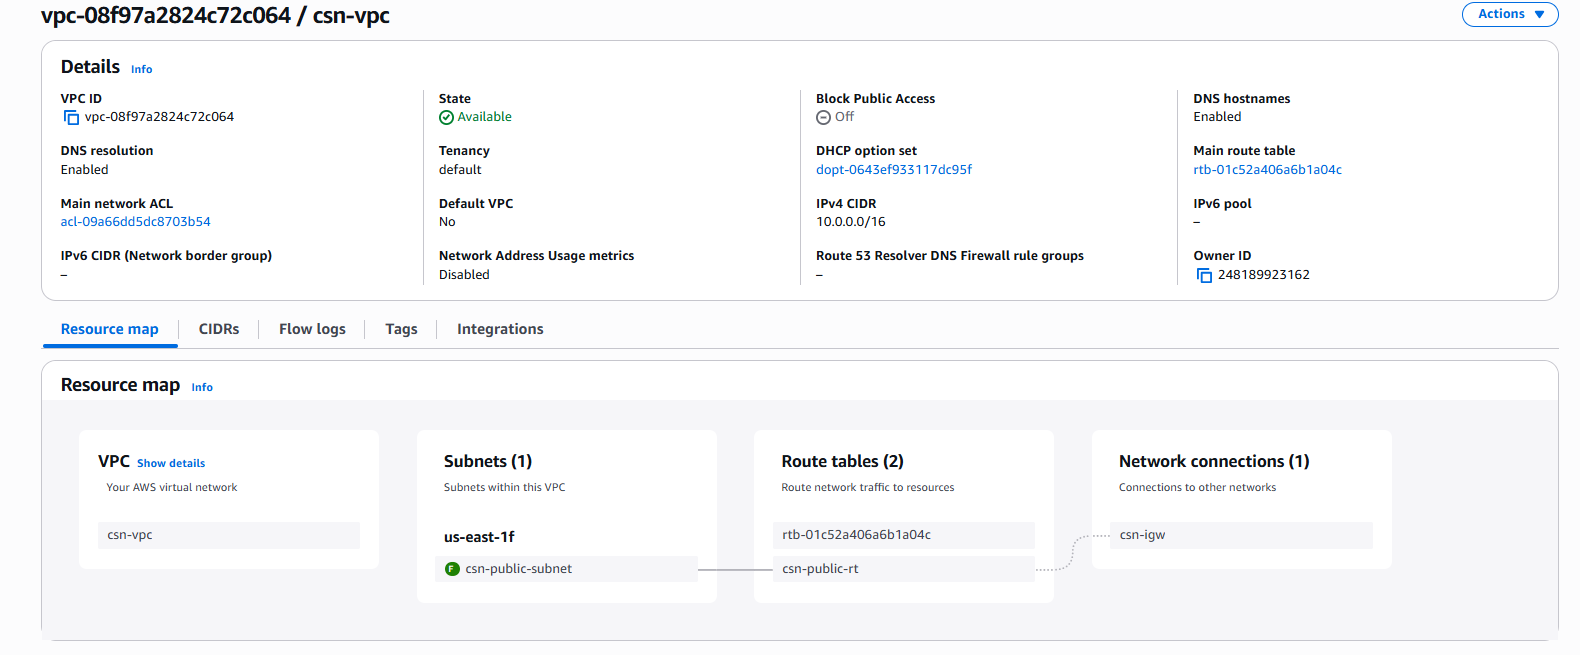 vpc-08f97a2824c72c064 / csn-vpc
Actions
Details Info
VPC ID
vpc-08f97a2824c72c064
State
Available
Block Public Access
Off
DNS hostnames
Enabled
DNS resolution
Enabled
Tenancy
default
DHCP option set
dopt-0643ef933117dc95f
Main route table
rtb-01c52a406a6b1a04c
Main network ACL
acl-09a66dd5dc8703b54
Default VPC
No
IPv4 CIDR
10.0.0.0/16
IPv6 pool
–
IPv6 CIDR (Network border group)
–
Network Address Usage metrics
Disabled
Route 53 Resolver DNS Firewall rule groups
–
Owner ID
248189923162
Resource map
CIDRs
Flow logs
Tags
Integrations
Resource map Info
VPC Show details
Your AWS virtual network
csn-vpc
Subnets (1)
Subnets within this VPC
us-east-1f
F csn-public-subnet
Route tables (2)
Route network traffic to resources
rtb-01c52a406a6b1a04c
csn-public-rt
Network connections (1)
Connections to other networks
csn-igw